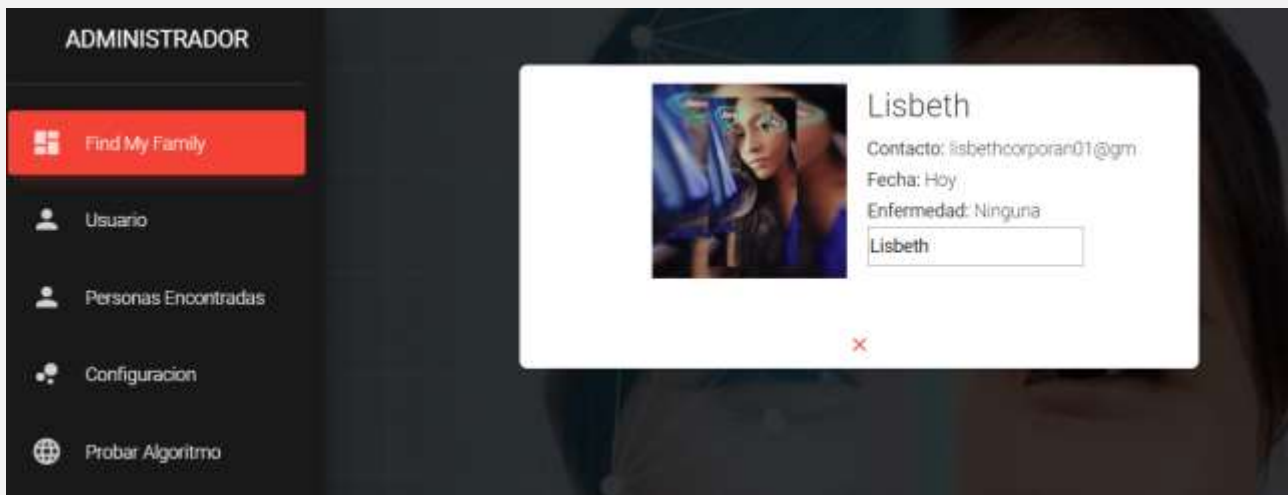 ADMINISTRADOR
Find My Family
Usuario
Personas Encontradas
Configuracion
Probar Algoritmo
Lisbeth
Contacto: lisbethcorporan01@gm
Fecha: Hoy
Enfermedad: Ninguna
Lisbeth